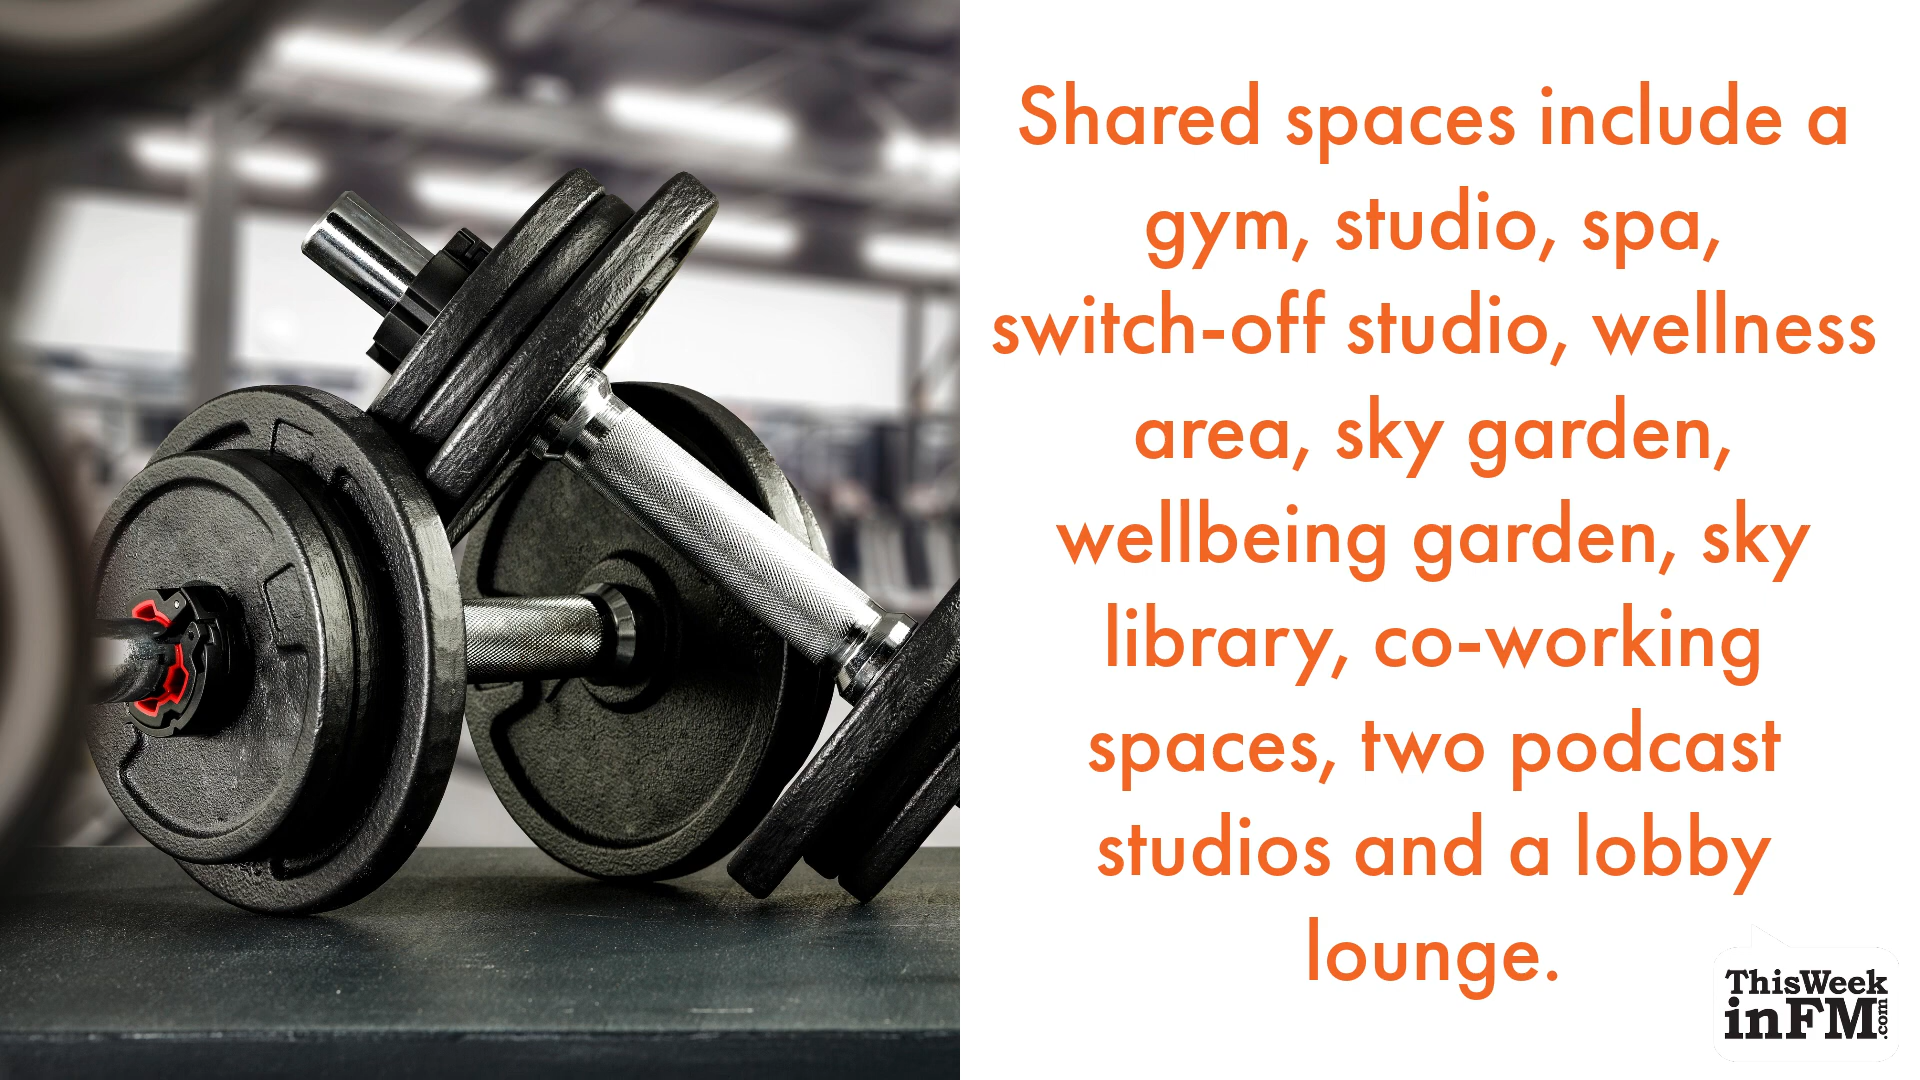 Shared spaces include a
gym, studio, spa,
switch-off studio, wellness
area, sky garden,
wellbeing garden, sky
library, co-working
spaces, two podcast
studios and a lobby
lounge.
ThisWeek
inFM.com